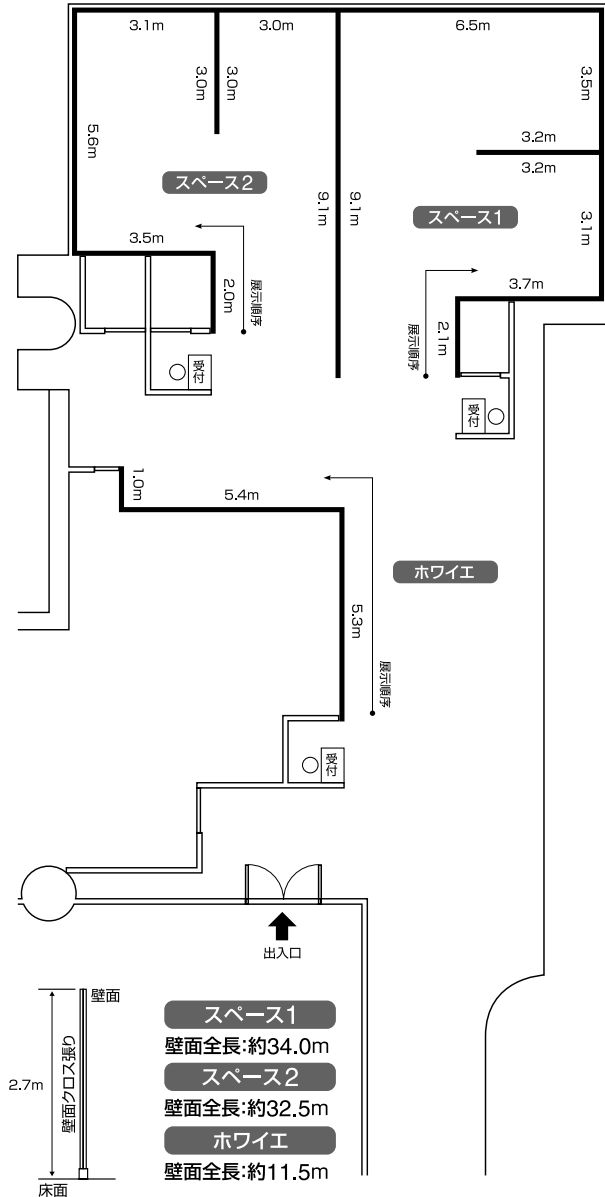 3.1m
3.0m
6.5m
3.0m
3.0m
3.5m
5.6m
3.2m
3.2m
スペース2
9.1m
9.1m
スペース1
3.1m
3.5m
2.0m
展示順序
3.7m
展示順序
2.1m
受付
受付
1.0m
5.4m
ホワイエ
5.3m
展示順序
受付
出入口
壁面
2.7m
壁面クロス張り
床面
スペース1
壁面全長:約34.0m
スペース2
壁面全長:約32.5m
ホワイエ
壁面全長:約11.5m